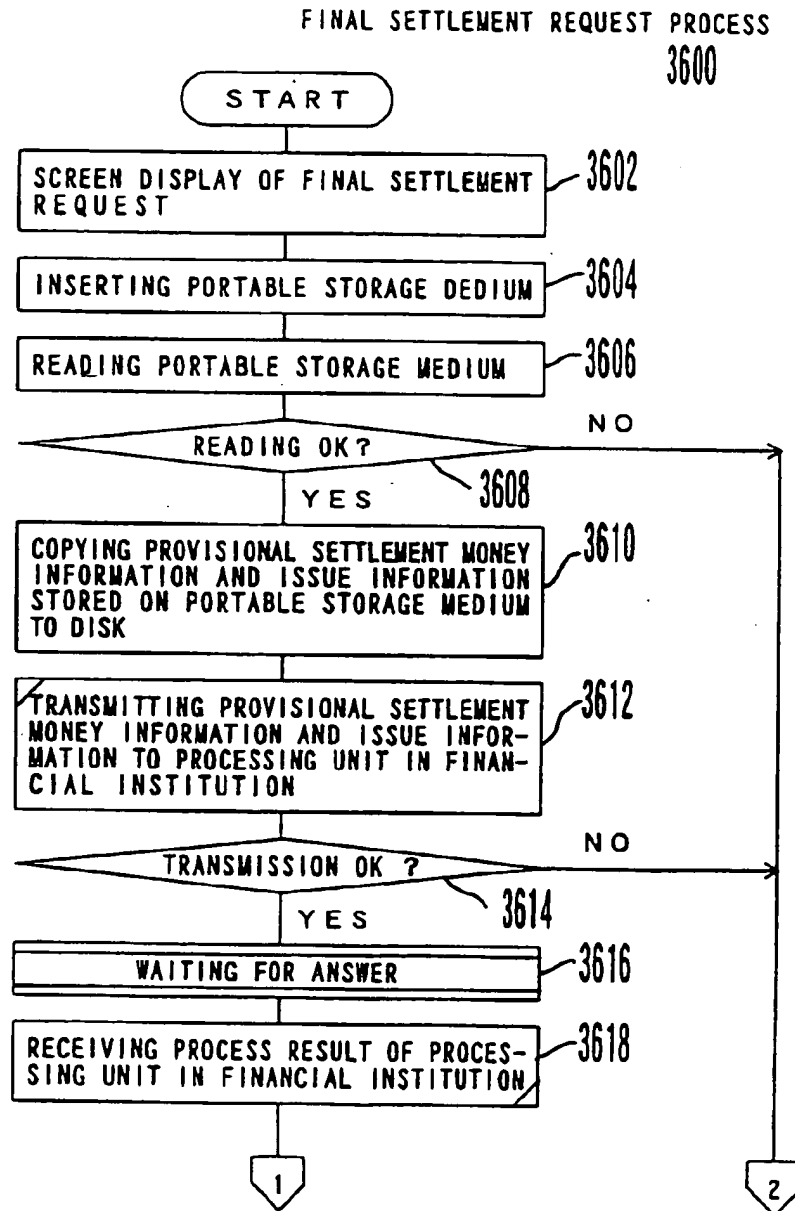 FINAL SETTLEMENT REQUEST PROCESS
3600
START
SCREEN DISPLAY OF FINAL SETTLEMENT
REQUEST
3602
INSERTING PORTABLE STORAGE DEDIUM
3604
READING PORTABLE STORAGE MEDIUM
3606
READING OK?
NO
3608
YES
COPYING PROVISIONAL SETTLEMENT MONEY
INFORMATION AND ISSUE INFORMATION
STORED ON PORTABLE STORAGE MEDIUM
TO DISK
3610
TRANSMITTING PROVISIONAL SETTLEMENT
MONEY INFORMATION AND ISSUE INFOR-
MATION TO PROCESSING UNIT IN FINAN-
CIAL INSTITUTION
3612
TRANSMISSION OK ?
NO
3614
YES
WAITING FOR ANSWER
3616
RECEIVING PROCESS RESULT OF PROCES-
SING UNIT IN FINANCIAL INSTITUTION
3618
1
2